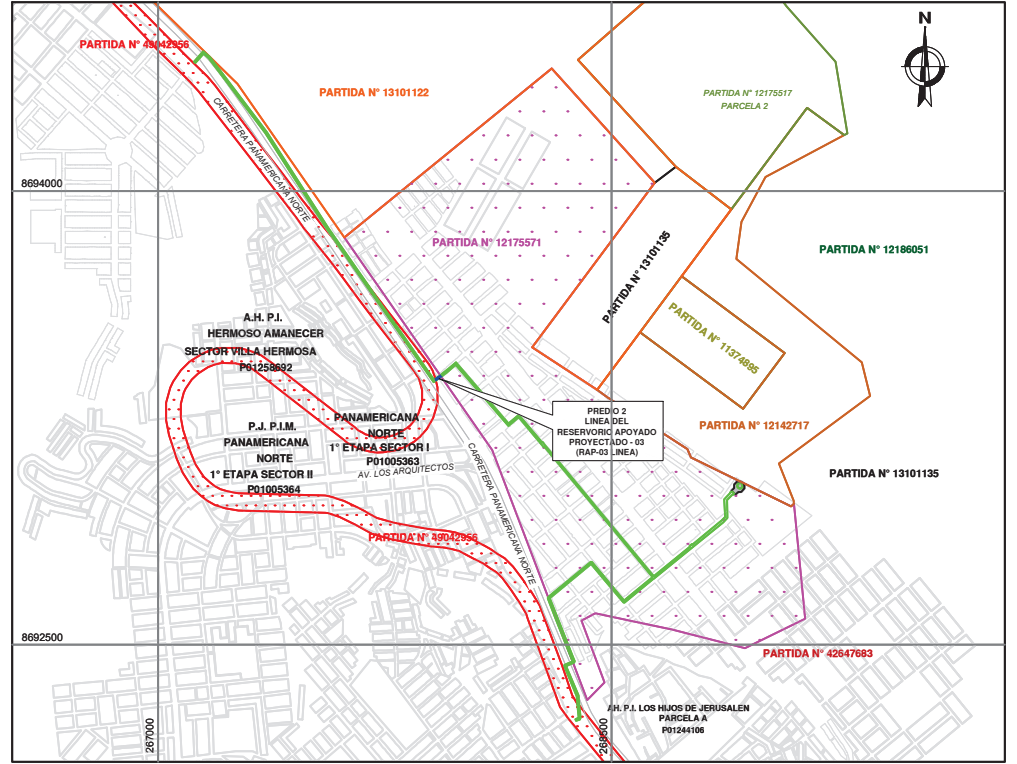 N
PARTIDA N° 49042956
PARTIDA N° 13101122
PARTIDA N° 12175517
PARCELA 2
CARRETERA PANAMERICANA NORTE
8694000
PARTIDA N° 12175571
PARTIDA N° 13101135
PARTIDA N° 12186051
A.H. P.I.
HERMOSO AMANECER
SECTOR VILLA HERMOSA
P01258692
PARTIDA N° 11374895
PREDIO 2
LINEA DEL
RESERVORIO APOYADO
PROYECTADO - 03
(RAP-03 LINEA)
PARTIDA N° 12142717
P.J. P.I.M.
PANAMERICANA
NORTE
1° ETAPA SECTOR II
P01005364
PANAMERICANA
NORTE
1° ETAPA SECTOR I
P01005363
AV. LOS ARQUITECTOS
CARRETERA PANAMERICANA NORTE
PARTIDA N° 13101135
PARTIDA N° 49042956
8692500
PARTIDA N° 42647683
AH. P.I. LOS HIJOS DE JERUSALEN
PARCELA A
P01244106
267000
268500